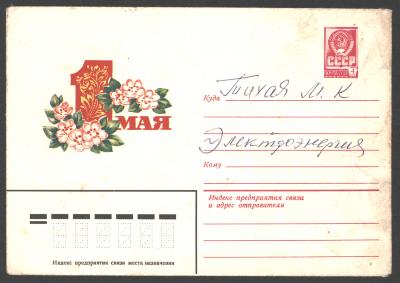 1 МАЯ
СССР
Куда Тихая М. К
Электроэнергия
Кому
Индекс предприятия связи
и адрес отправителя
Индекс предприятия связи места назначения